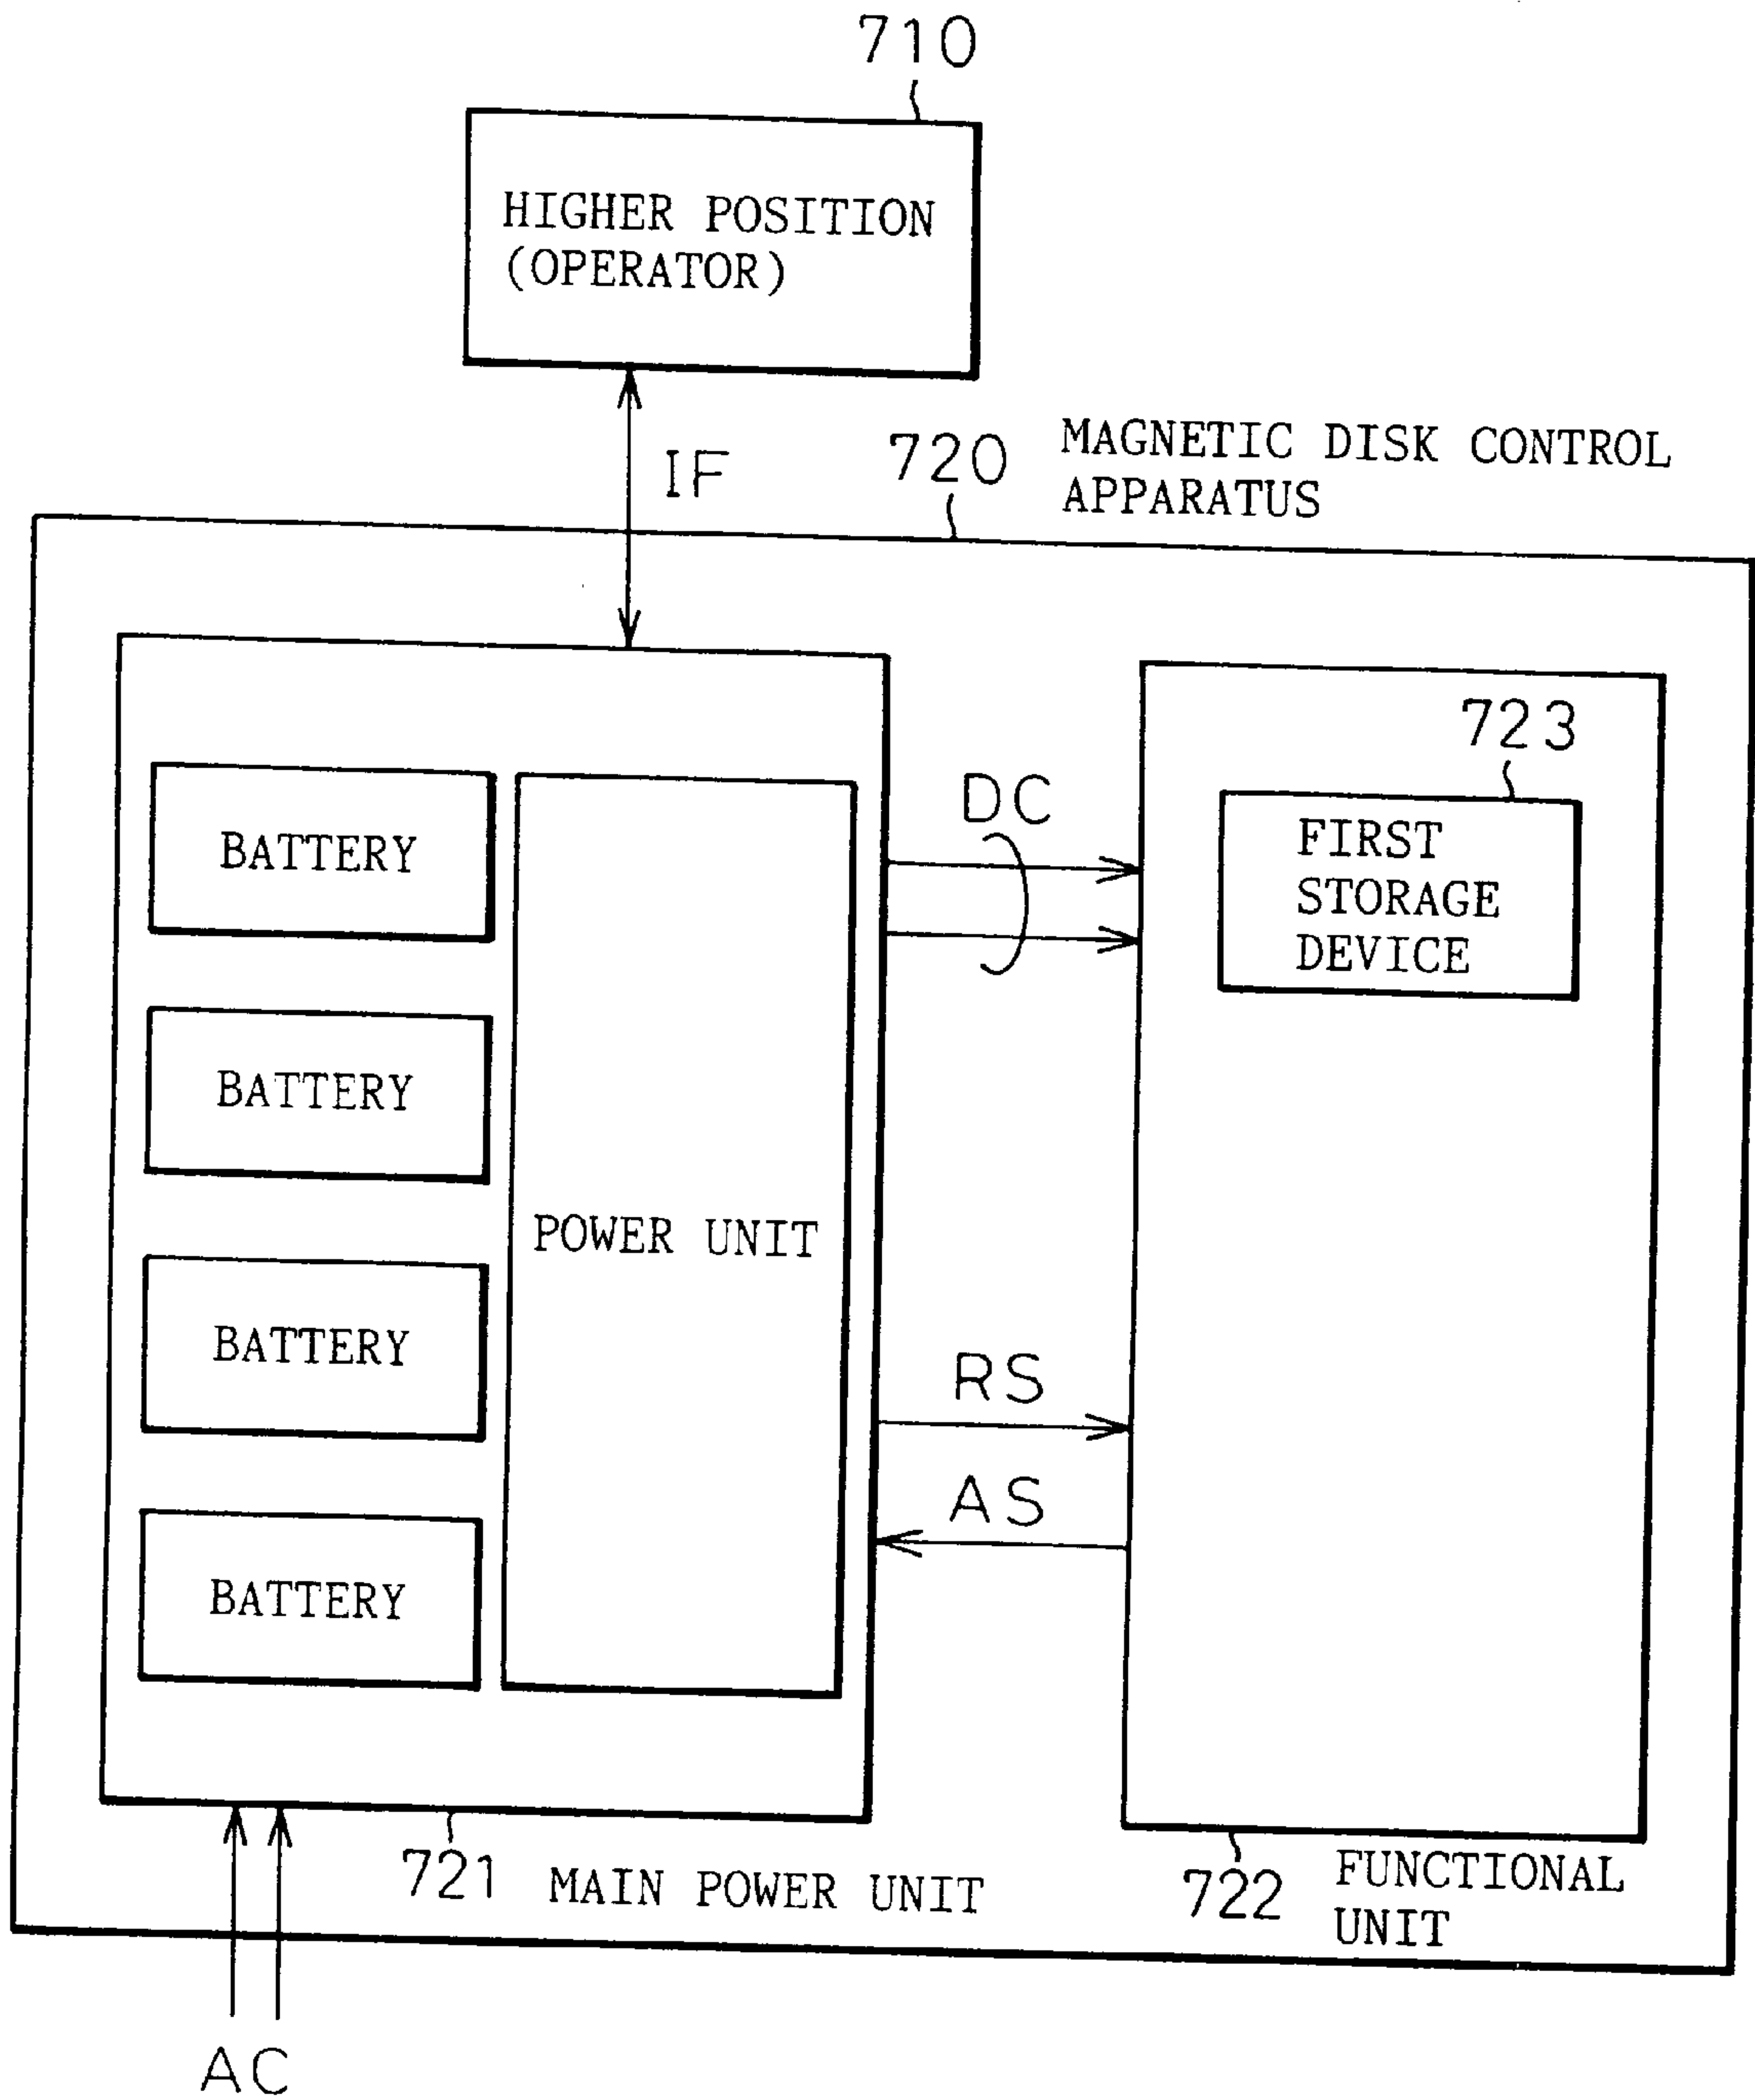 710
HIGHER POSITION
(OPERATOR)
IF
720
MAGNETIC DISK CONTROL
APPARATUS
BATTERY
BATTERY
BATTERY
BATTERY
POWER UNIT
DC
RS
AS
723
FIRST
STORAGE
DEVICE
721 MAIN POWER UNIT
722
FUNCTIONAL
UNIT
AC